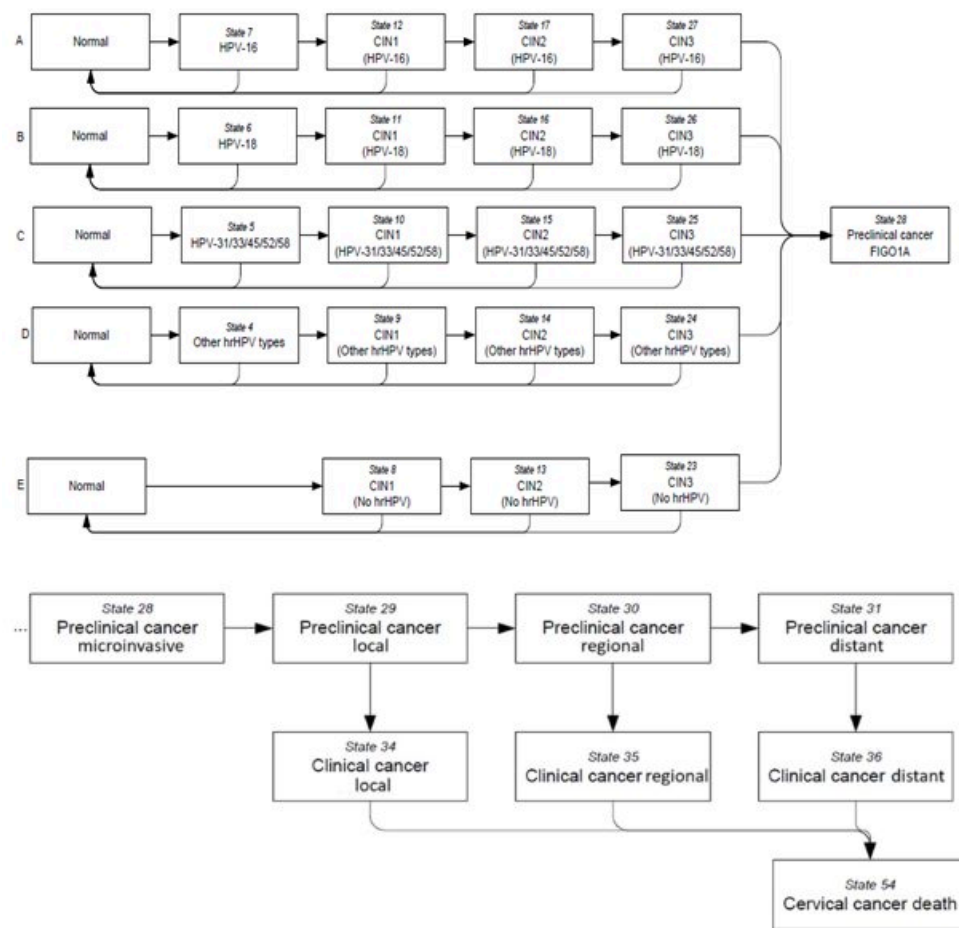 A
Normal
State 7
HPV-16
State 12
CIN1
(HPV-16)
State 17
CIN2
(HPV-16)
State 27
CIN3
(HPV-16)
B
Normal
State 6
HPV-18
State 11
CIN1
(HPV-18)
State 16
CIN2
(HPV-18)
State 26
CIN3
(HPV-18)
C
Normal
State 5
HPV-31/33/45/52/58
State 10
CIN1
(HPV-31/33/45/52/58)
State 15
CIN2
(HPV-31/33/45/52/58)
State 25
CIN3
(HPV-31/33/45/52/58)
State 28
Preclinical cancer
FIGO1A
D
Normal
State 4
Other hrHPV types
State 9
CIN1
(Other hrHPV types)
State 14
CIN2
(Other hrHPV types)
State 24
CIN3
(Other hrHPV types)
E
Normal
State 8
CIN1
(No hrHPV)
State 13
CIN2
(No hrHPV)
State 23
CIN3
(No hrHPV)
...
State 28
Preclinical cancer
microinvasive
State 29
Preclinical cancer
local
State 30
Preclinical cancer
regional
State 31
Preclinical cancer
distant
State 34
Clinical cancer
local
State 35
Clinical cancer regional
State 36
Clinical cancer distant
State 54
Cervical cancer death